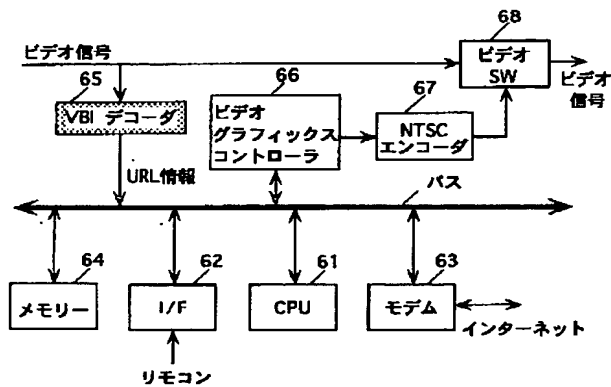 68
ビデオ信号
65
ビデオ
SW
ビデオ
信号
66
67
VBI デコーダ
ビデオ
グラフィックス
コントローラ
NTSC
エンコーダ
URL情報
バス
64
62
61
63
メモリー
I/F
CPU
モデム
インターネット
リモコン